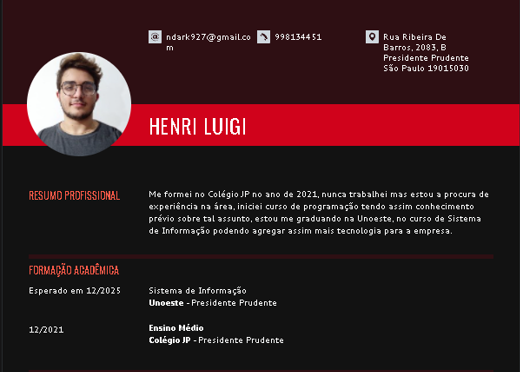 ndark927@gmail.co
m
998134451
Rua Ribeira De
Barros, 2083, B
Presidente Prudente
São Paulo 19015030
HENRI LUIGI
RESUMO PROFISSIONAL
Me formei no Colégio JP no ano de 2021, nunca trabalhei mas estou a procura de
experiência na área, iniciei curso de programação tendo assim conhecimento
prévio sobre tal assunto, estou me graduando na Unoeste, no curso de Sistema
de Informação podendo agregar assim mais tecnologia para a empresa.
FORMAÇÃO ACADÊMICA
Esperado em 12/2025
Sistema de Informação
Unoeste - Presidente Prudente
12/2021
Ensino Médio
Colégio JP - Presidente Prudente